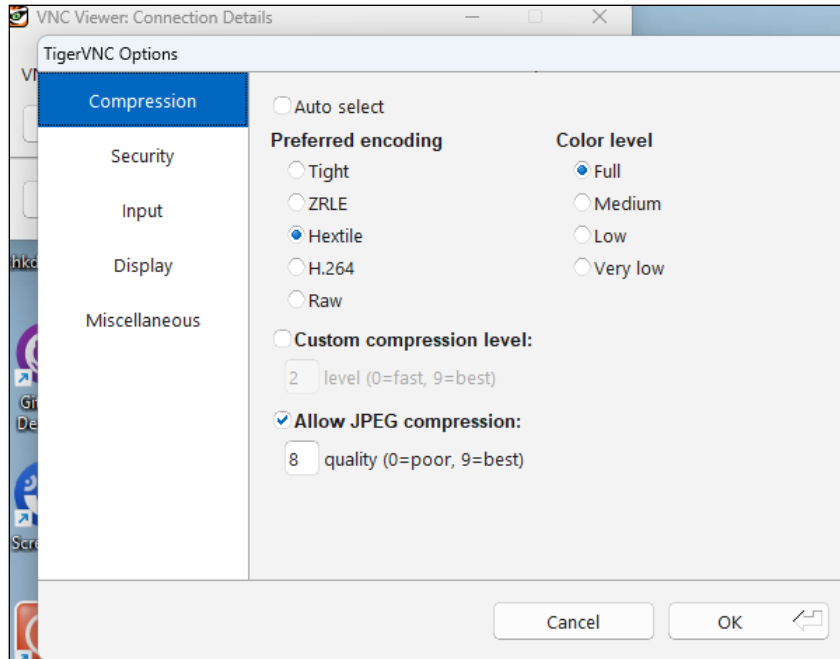 VNC Viewer: Connection Details
TigerVNC Options
Compression
Security
Input
Display
Miscellaneous
Auto select
Preferred encoding
Tight
ZRLE
Hextile
H.264
Raw
Color level
Full
Medium
Low
Very low
Custom compression level:
2 level (0=fast, 9=best)
Allow JPEG compression:
8 quality (0=poor, 9=best)
Cancel
OK